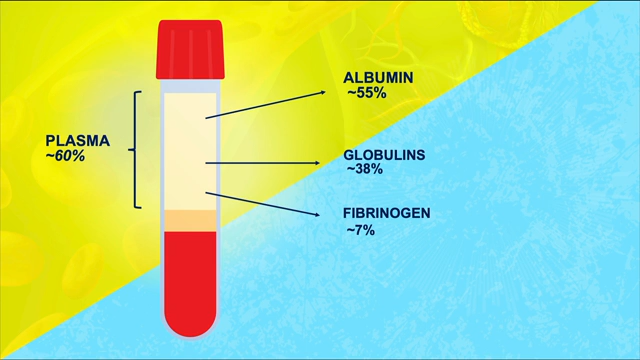 PLASMA
~60%
ALBUMIN
~55%
GLOBULINS
~38%
FIBRINOGEN
~7%